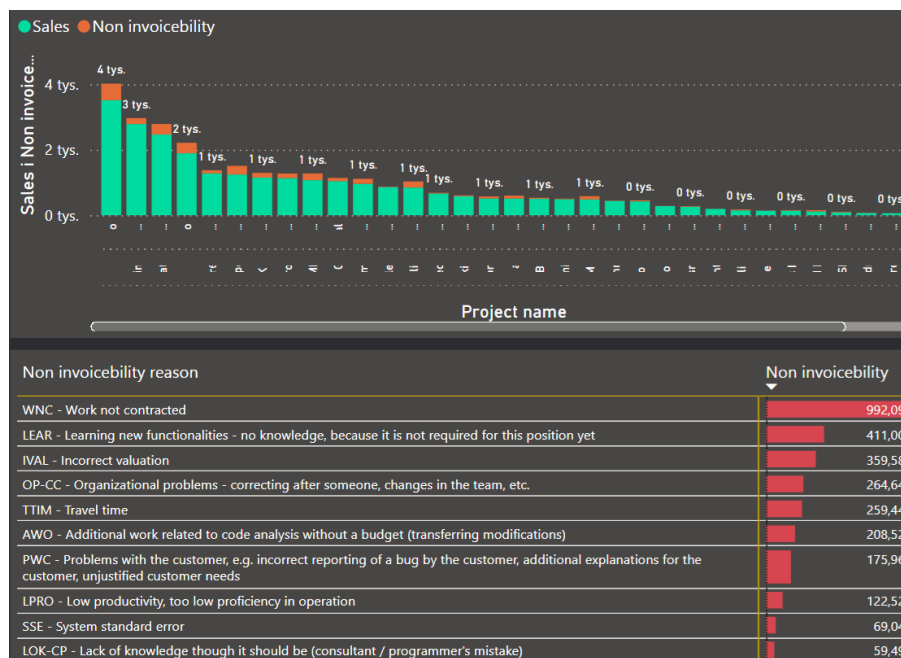 Sales Non invoicebility
Sales i Non invoice...
4 tys.
2 tys.
0 tys.
4 tys.
3 tys.
2 tys.
1 tys.
1 tys.
1 tys.
1 tys.
1 tys.
1 tys.
1 tys.
1 tys.
1 tys.
0 tys.
0 tys.
0 tys.
0 tys.
0 tys.
0 tys
Project name
Non invoicebility reason Non invoicebility
WNC - Work not contracted 992,09
LEAR - Learning new functionalities - no knowledge, because it is not required for this position yet 411,00
IVAL - Incorrect valuation 359,58
OP-CC - Organizational problems - correcting after someone, changes in the team, etc. 264,64
TTIM - Travel time 259,44
AWO - Additional work related to code analysis without a budget (transferring modifications) 208,52
PWC - Problems with the customer, e.g. incorrect reporting of a bug by the customer, additional explanations for the 175,96
customer, unjustified customer needs
LPRO - Low productivity, too low proficiency in operation 122,52
SSE - System standard error 69,04
LOK-CP - Lack of knowledge though it should be (consultant / programmer's mistake) 59,49